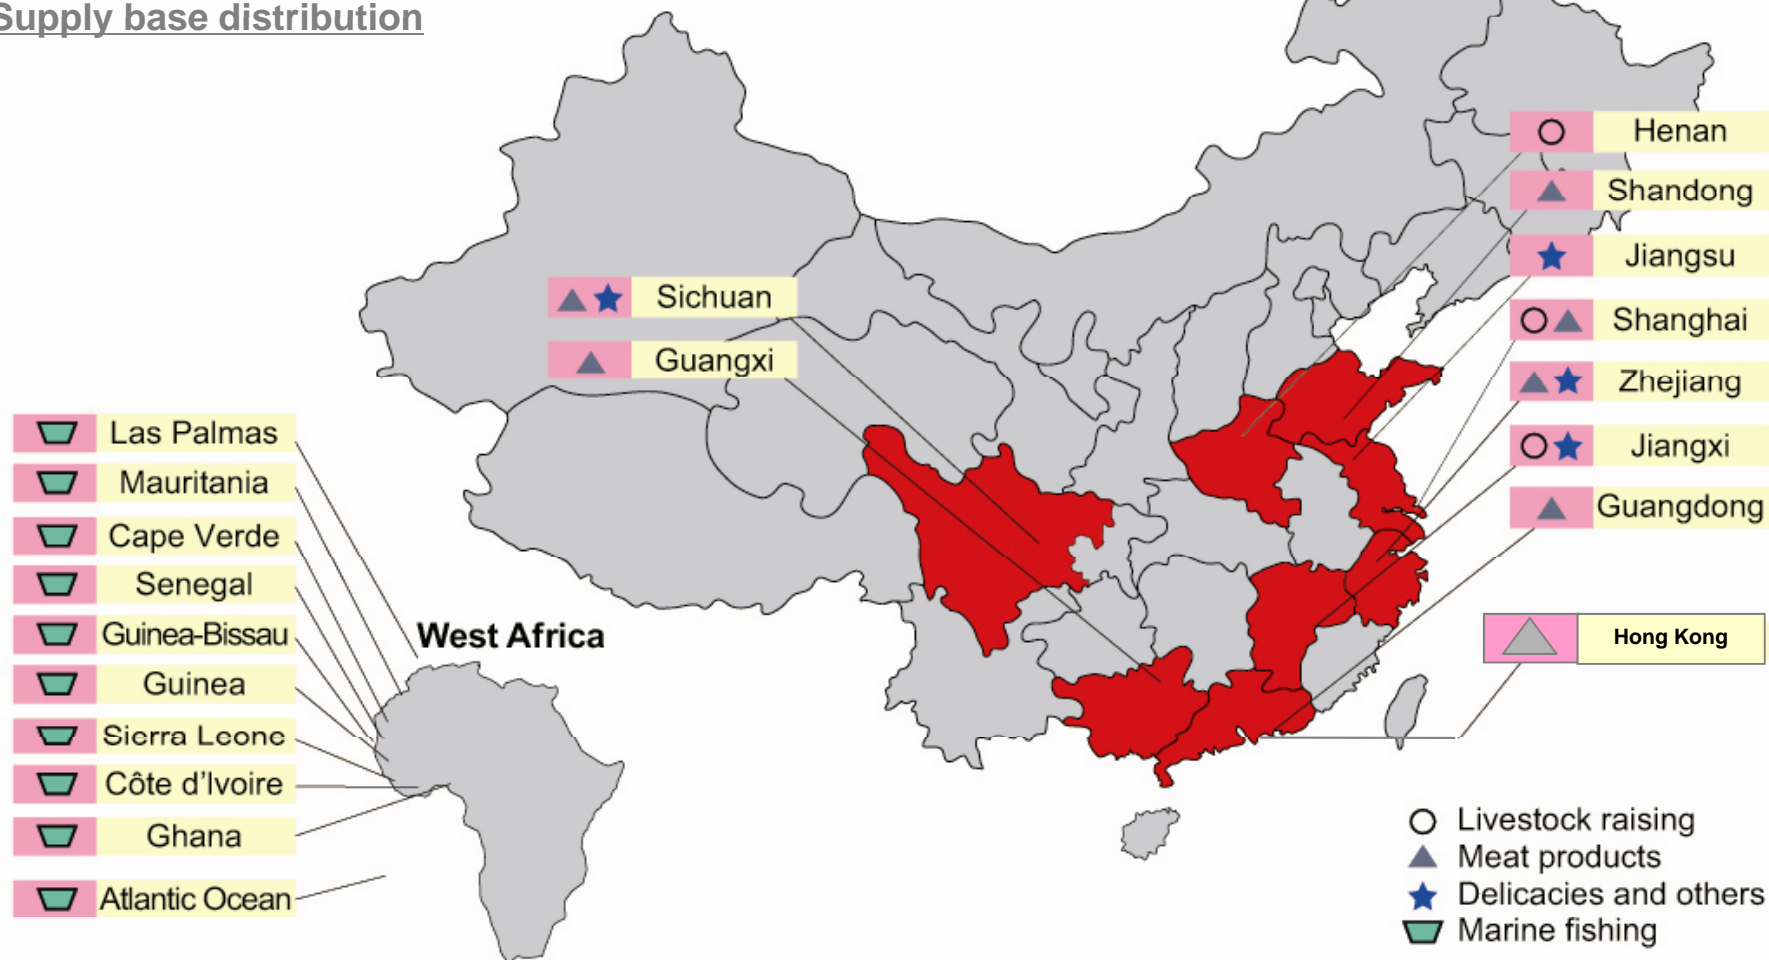 Supply base distribution
Henan
Shandong
Jiangsu
Shanghai
Zhejiang
Jiangxi
Guangdong
Hong Kong
Sichuan
Guangxi
Las Palmas
Mauritania
Cape Verde
Senegal
Guinea-Bissau
Guinea
Sierra Leone
Côte d'Ivoire
Ghana
Atlantic Ocean
West Africa
Livestock raising
Meat products
Delicacies and others
Marine fishing